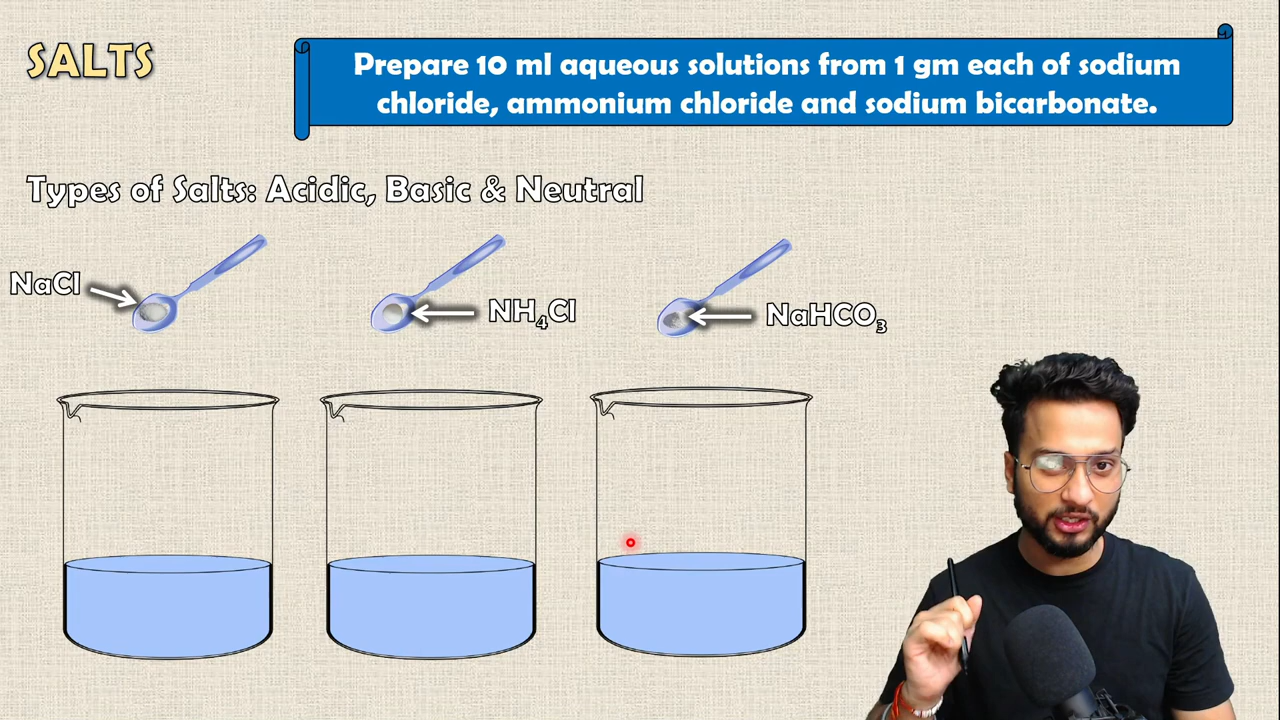 SALTS
Prepare 10 ml aqueous solutions from 1 gm each of sodium
chloride, ammonium chloride and sodium bicarbonate.
Types of Salts: Acidic, Basic & Neutral
NaCl
NH₄Cl
NaHCO₃